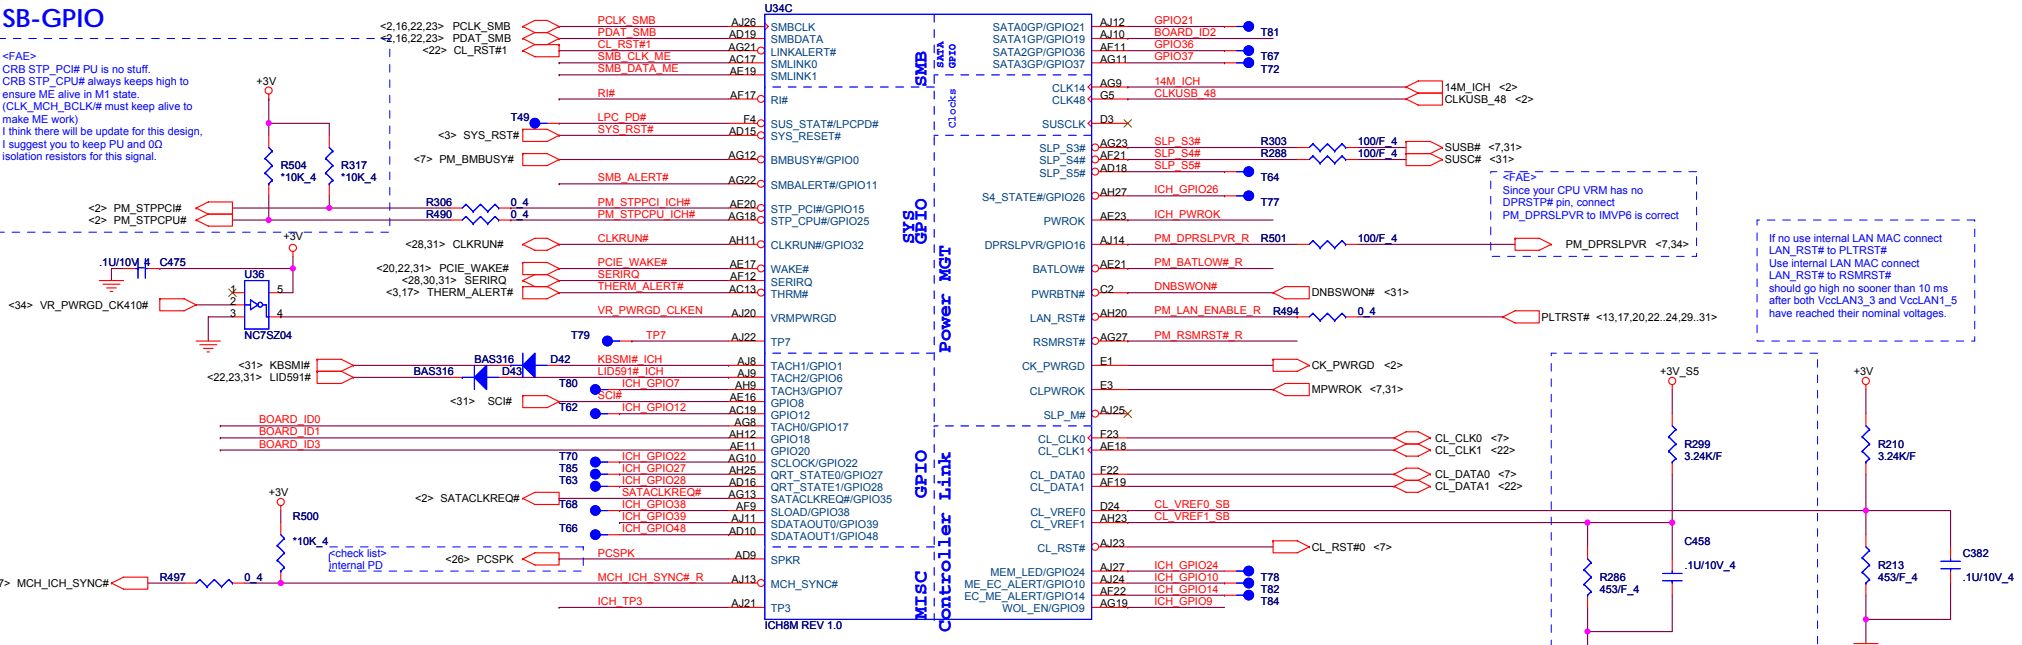 SB-GPIO
<FAE>
CRB STP_PCI# PU is no stuff.
CRB STP_CPU# always keeps high to
ensure ME alive in M1 state.
(CLK_MCH_BCLK/# must keep alive to
make ME work)
I think there will be update for this design,
I suggest you to keep PU and 0Ω
isolation resistors for this signal.
+3V
R504
*10K_4
R317
*10K_4
<2> PM_STPPCI#
<2> PM_STPCPU#
R306 0_4
R490 0_4
+3V
.1U/10V_4 C475
U36
1
2
3
5
4
NC7SZ04
<34> VR_PWRGD_CK410#
<2,16,22,23> PCLK_SMB
<2,16,22,23> PDAT_SMB
<22> CL_RST#1
T49
<3> SYS_RST#
<7> PM_BMBUSY#
<28,31> CLKRUN#
<20,22,31> PCIE_WAKE#
<28,30,31> SERIRQ
<3,17> THERM_ALERT#
T79
<31> KBSMI#
<22,23,31> LID591#
BAS316 D42
BAS316 D43
T80
<31> SCI#
T62
BOARD_ID0
BOARD_ID1
BOARD_ID3
T70
T85
T63
<2> SATACLKREQ#
T68
T66
+3V
R500
*10K_4
<check list>
internal PD
<26> PCSPK
7> MCH_ICH_SYNC#
R497 0_4
U34C
PCLK_SMB AJ26 SMBCLK
PDAT_SMB AD19 SMBDATA
CL_RST#1 AG21 LINKALERT#
SMB_CLK_ME AC17 SMLINK0
SMB_DATA_ME AE19 SMLINK1
RI# AF17 RI#
LPC_PD# F4 SUS_STAT#/LPCPD#
SYS_RST# AD15 SYS_RESET#
AG12 BMBUSY#/GPIO0
SMB_ALERT# AG22 SMBALERT#/GPIO11
PM_STPPCI_ICH# AE20 STP_PCI#/GPIO15
PM_STPCPU_ICH# AG18 STP_CPU#/GPIO25
CLKRUN# AH11 CLKRUN#/GPIO32
PCIE_WAKE# AE17 WAKE#
SERIRQ AF12 SERIRQ
THERM_ALERT# AC13 THRM#
VR_PWRGD_CLKEN AJ20 VRMPWRGD
TP7 AJ22 TP7
KBSMI#_ICH AJ8 TACH1/GPIO1
LID591#_ICH AJ9 TACH2/GPIO6
ICH_GPIO7 AH9 TACH3/GPIO7
SCI# AE16 GPIO8
ICH_GPIO12 AC19 GPIO12
AG8 TACH0/GPIO17
AH12 GPIO18
AE11 GPIO20
ICH_GPIO22 AG10 SCLOCK/GPIO22
ICH_GPIO27 AH25 QRT_STATE0/GPIO27
ICH_GPIO28 AD16 QRT_STATE1/GPIO28
SATACLKREQ# AG13 SATACLKREQ#/GPIO35
ICH_GPIO38 AF9 SLOAD/GPIO38
ICH_GPIO39 AJ11 SDATAOUT0/GPIO39
ICH_GPIO48 AD10 SDATAOUT1/GPIO48
PCSPK AD9 SPKR
MCH_ICH_SYNC#_R AJ13 MCH_SYNC#
ICH_TP3 AJ21 TP3
ICH8M REV 1.0
SMB
SATA
GPIO
Clocks
SYS
GPIO
Power MGT
GPIO
Controller Link
MISC
SATA0GP/GPIO21 AJ12 GPIO21
SATA1GP/GPIO19 AJ10 BOARD_ID2 T81
SATA2GP/GPIO36 AF11 GPIO36 T67
SATA3GP/GPIO37 AG11 GPIO37 T72
CLK14 AG9 14M_ICH 14M_ICH <2>
CLK48 G5 CLKUSB_48 CLKUSB_48 <2>
SUSCLK D3
SLP_S3# AG23 SLP_S3# R303 100/F_4 SUSB# <7,31>
SLP_S4# AF21 SLP_S4# R288 100/F_4 SUSC# <31>
SLP_S5# AD18 SLP_S5# T64
S4_STATE#/GPIO26 AH27 ICH_GPIO26 T77
PWROK AE23 ICH_PWROK
DPRSLPVR/GPIO16 AJ14 PM_DPRSLPVR_R R501 100/F_4 PM_DPRSLPVR <7,34>
BATLOW# AE21 PM_BATLOW#_R
PWRBTN# C2 DNBSWON# DNBSWON# <31>
LAN_RST# AH20 PM_LAN_ENABLE_R R494 0_4 PLTRST# <13,17,20,22..24,29..31>
RSMRST# AG27 PM_RSMRST#_R
CK_PWRGD E1 CK_PWRGD <2>
CLPWROK E3 MPWROK <7,31>
SLP_M# AJ25
CL_CLK0 F23 CL_CLK0 <7>
CL_CLK1 AE18 CL_CLK1 <22>
CL_DATA0 F22 CL_DATA0 <7>
CL_DATA1 AF19 CL_DATA1 <22>
CL_VREF0 D24 CL_VREF0_SB
CL_VREF1 AH23 CL_VREF1_SB
CL_RST# AJ23 CL_RST#0 <7>
MEM_LED/GPIO24 AJ27 ICH_GPIO24 T78
ME_EC_ALERT/GPIO10 AJ24 ICH_GPIO10 T82
EC_ME_ALERT/GPIO14 AF22 ICH_GPIO14 T84
WOL_EN/GPIO9 AG19 ICH_GPIO9
<FAE>
Since your CPU VRM has no
DPRSTP# pin, connect
PM_DPRSLPVR to IMVP6 is correct
If no use internal LAN MAC connect
LAN_RST# to PLTRST#
Use internal LAN MAC connect
LAN_RST# to RSMRST#
should go high no sooner than 10 ms
after both VccLAN3_3 and VccLAN1_5
have reached their nominal voltages.
+3V_S5
R299
3.24K/F
C458
.1U/10V_4
R286
453/F_4
+3V
R210
3.24K/F
R213
453/F_4
C382
.1U/10V_4